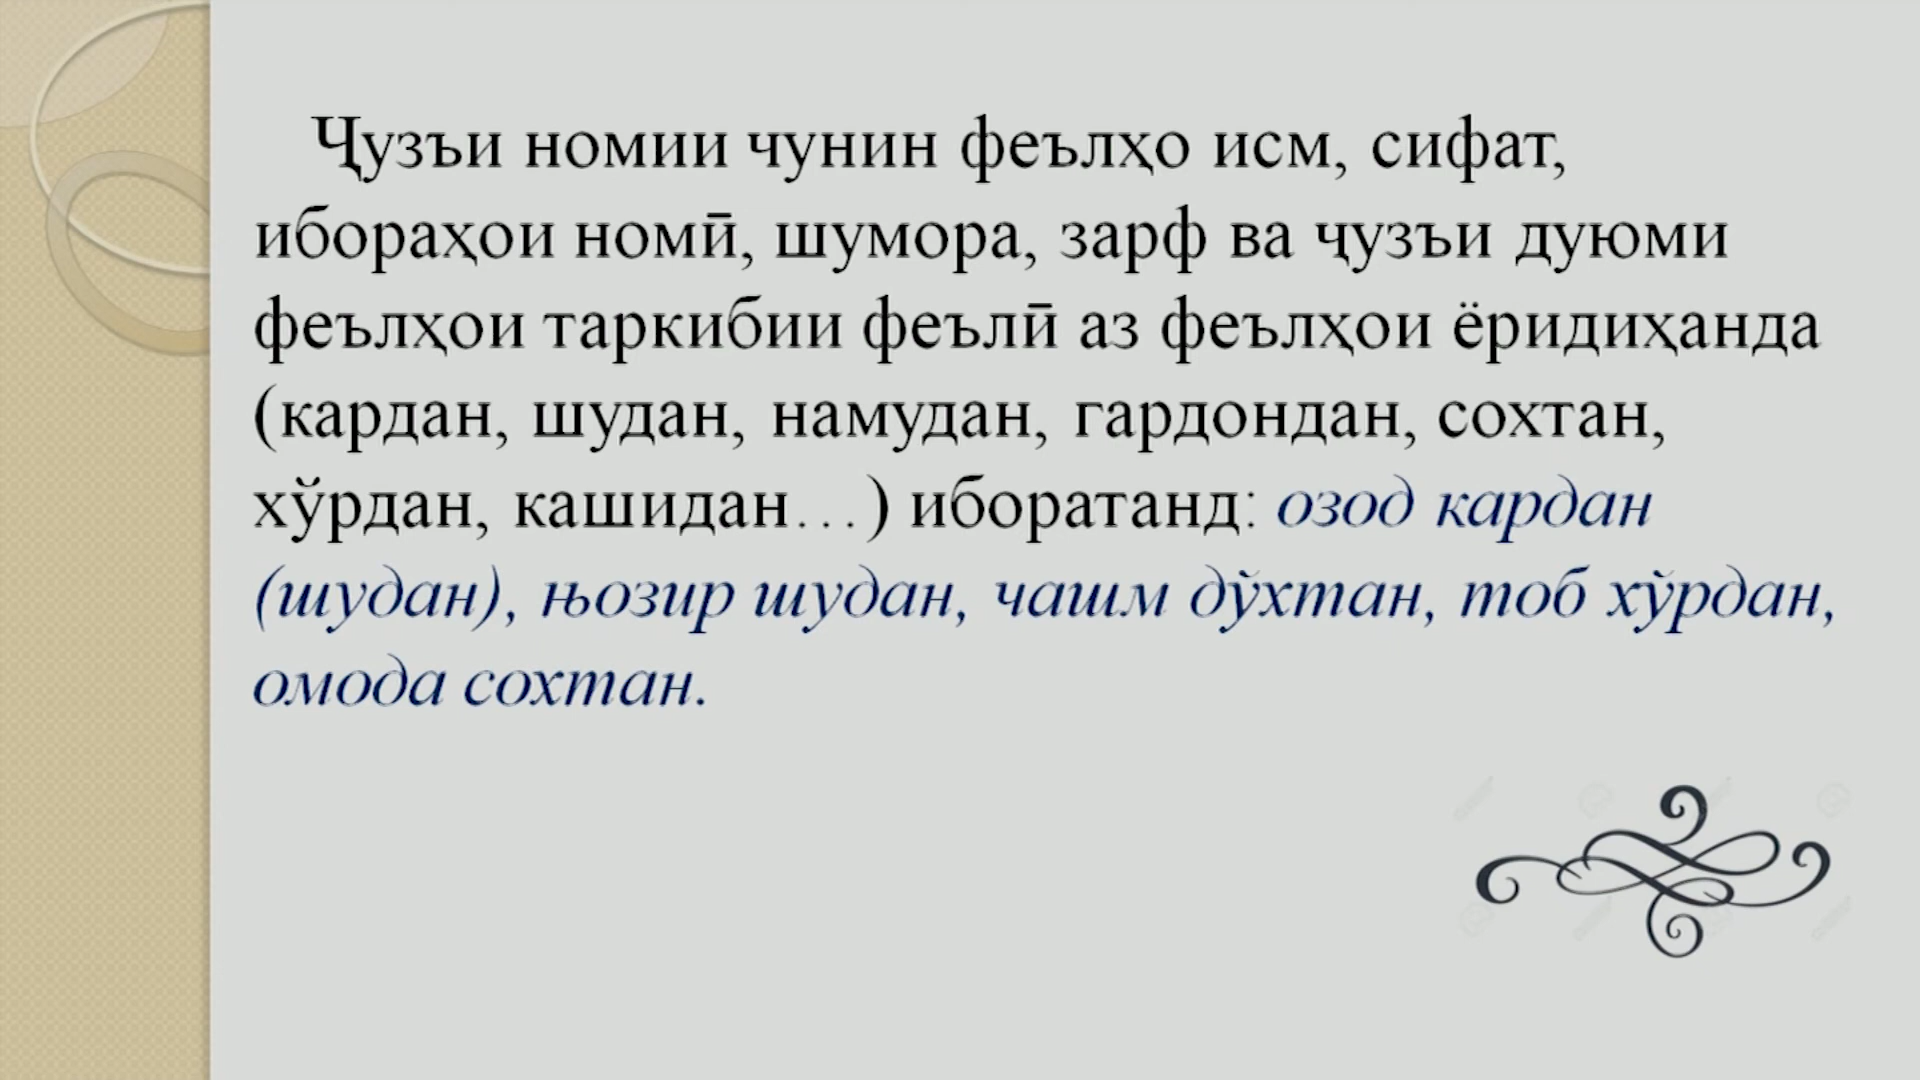 Ҷузъи номии чунин феълҳо исм, сифат,
ибораҳои номӣ, шумора, зарф ва ҷузъи дуюми
феълҳои таркибии феълӣ аз феълҳои ёридиҳанда
(кардан, шудан, намудан, гардондан, сохтан,
хӯрдан, кашидан…) иборатанд: озод кардан
(шудан), њозир шудан, чашм дӯхтан, тоб хӯрдан,
омода сохтан.